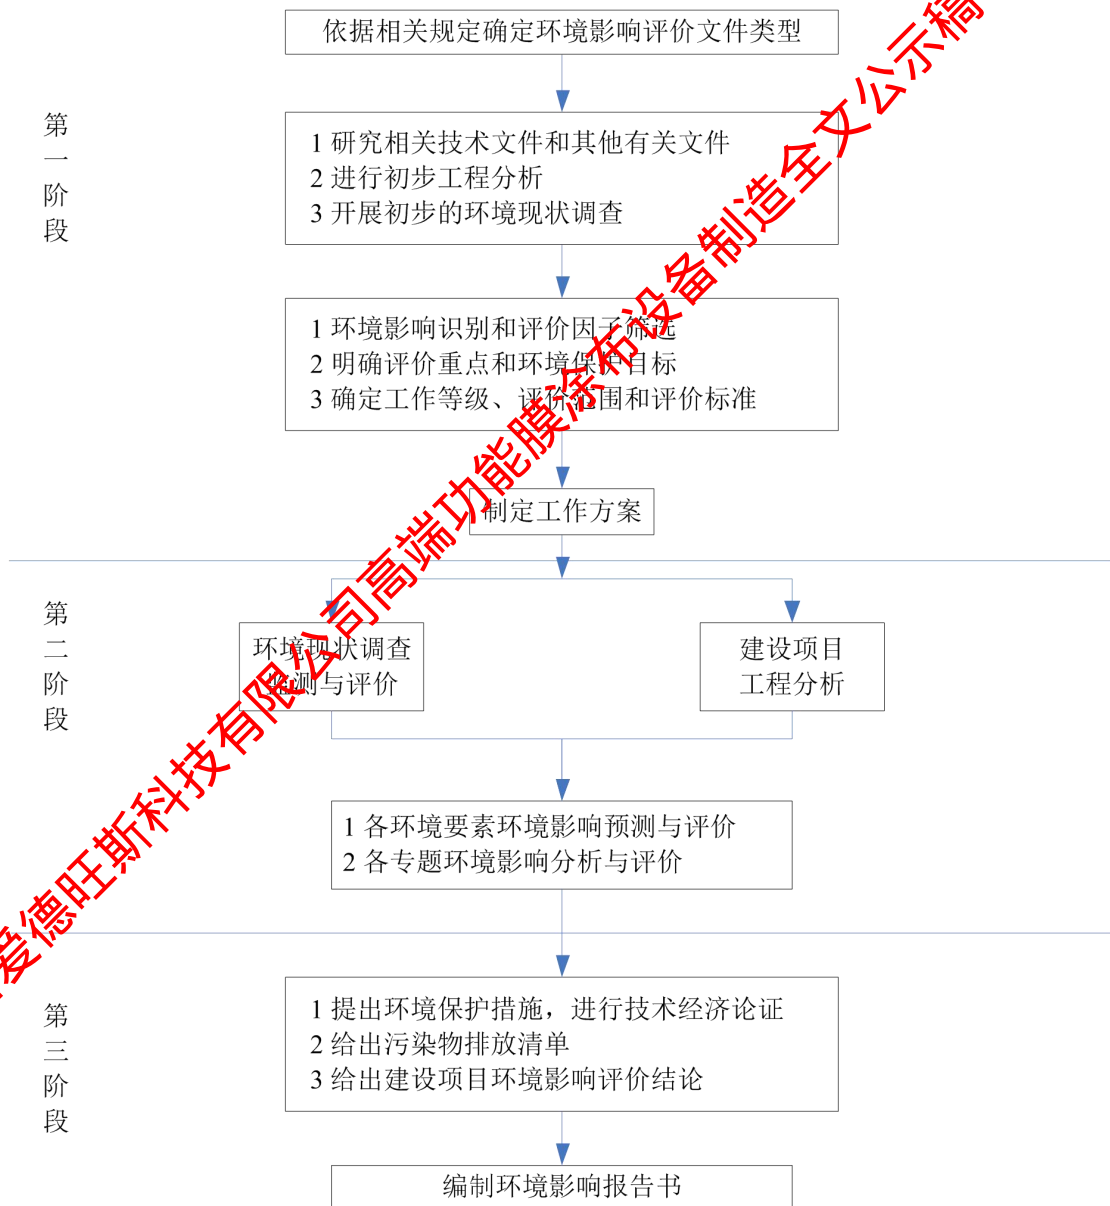 依据相关规定确定环境影响评价文件类型
第一阶段
1 研究相关技术文件和其他有关文件
2 进行初步工程分析
3 开展初步的环境现状调查
1 环境影响识别和评价因子筛选
2 明确评价重点和环境保护目标
3 确定工作等级、评价范围和评价标准
制定工作方案
第二阶段
环境现状调查
监测与评价
建设项目
工程分析
1 各环境要素环境影响预测与评价
2 各专题环境影响分析与评价
第三阶段
1 提出环境保护措施，进行技术经济论证
2 给出污染物排放清单
3 给出建设项目环境影响评价结论
编制环境影响报告书
爱德旺斯科技有限公司高端功能膜涂布设备制造全文公示稿